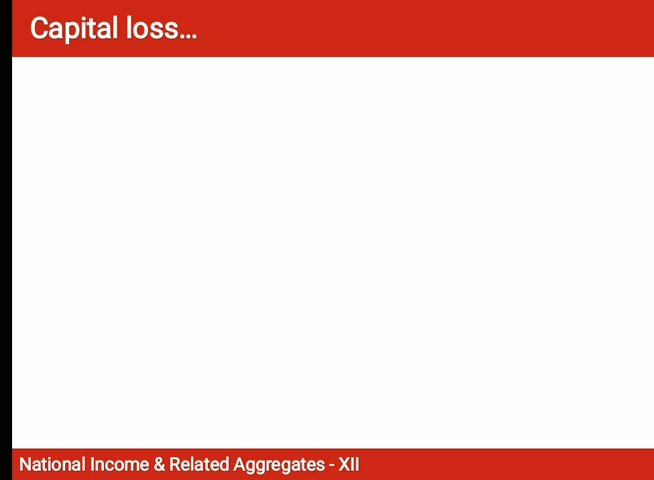 Capital loss...
National Income & Related Aggregates - XII